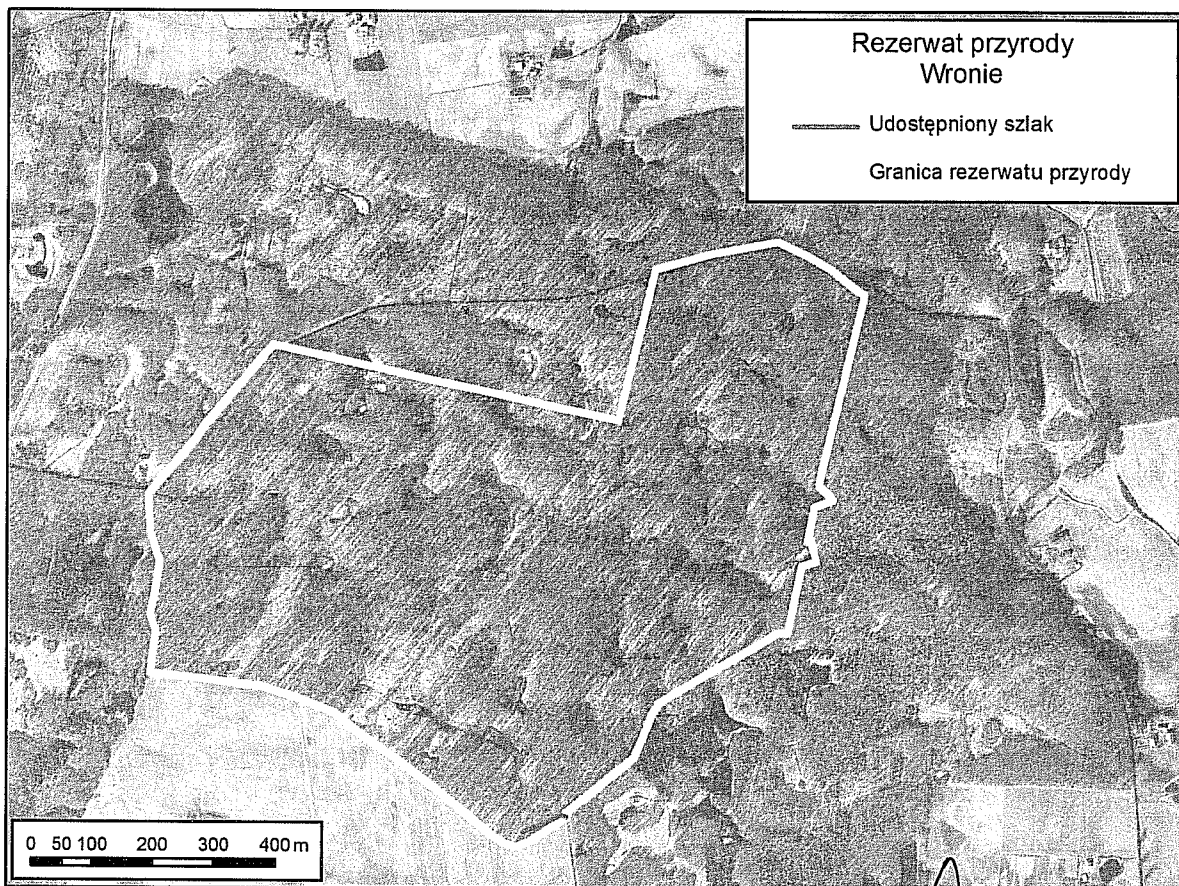 Rezerwat przyrody
Wronie
Udostępniony szlak
Granica rezerwatu przyrody
0 50 100 200 300 400 m